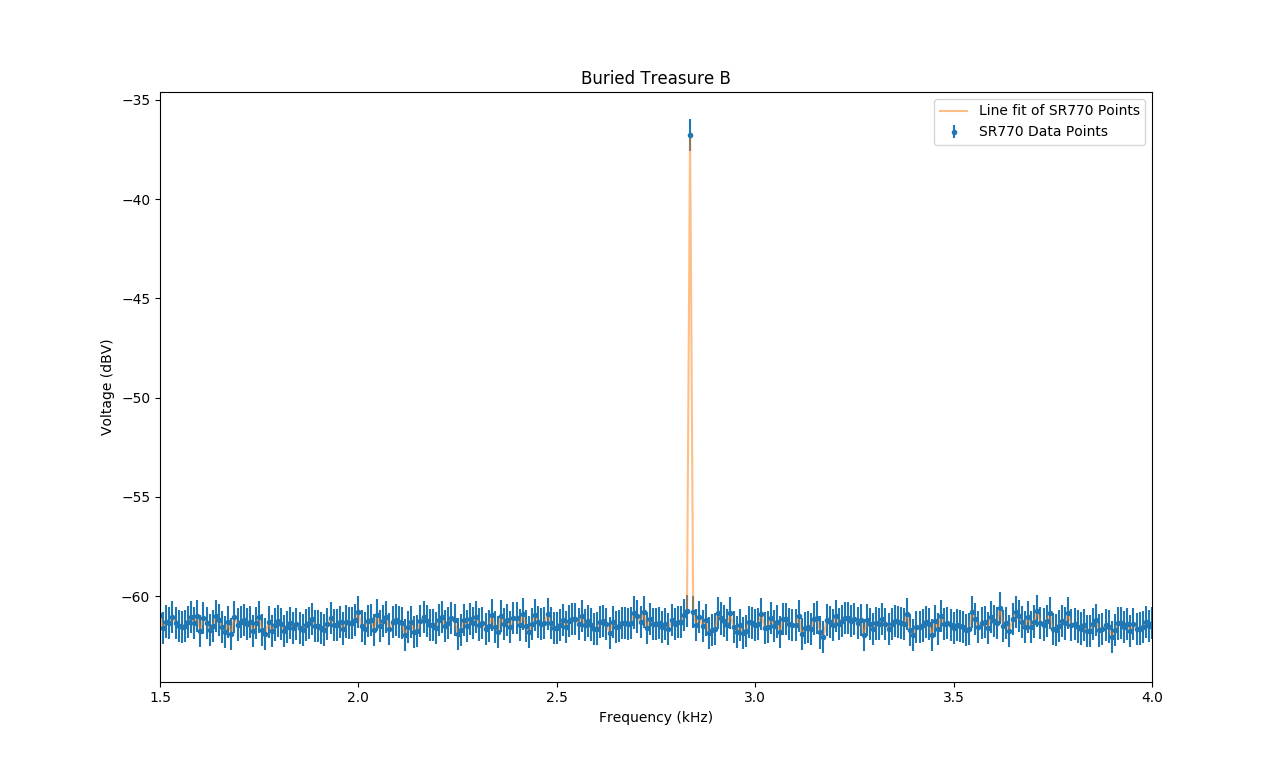 Buried Treasure B
Line fit of SR770 Points
SR770 Data Points
Voltage (dBV)
−35
−40
−45
−50
−55
−60
1.5 2.0 2.5 3.0 3.5 4.0
Frequency (kHz)